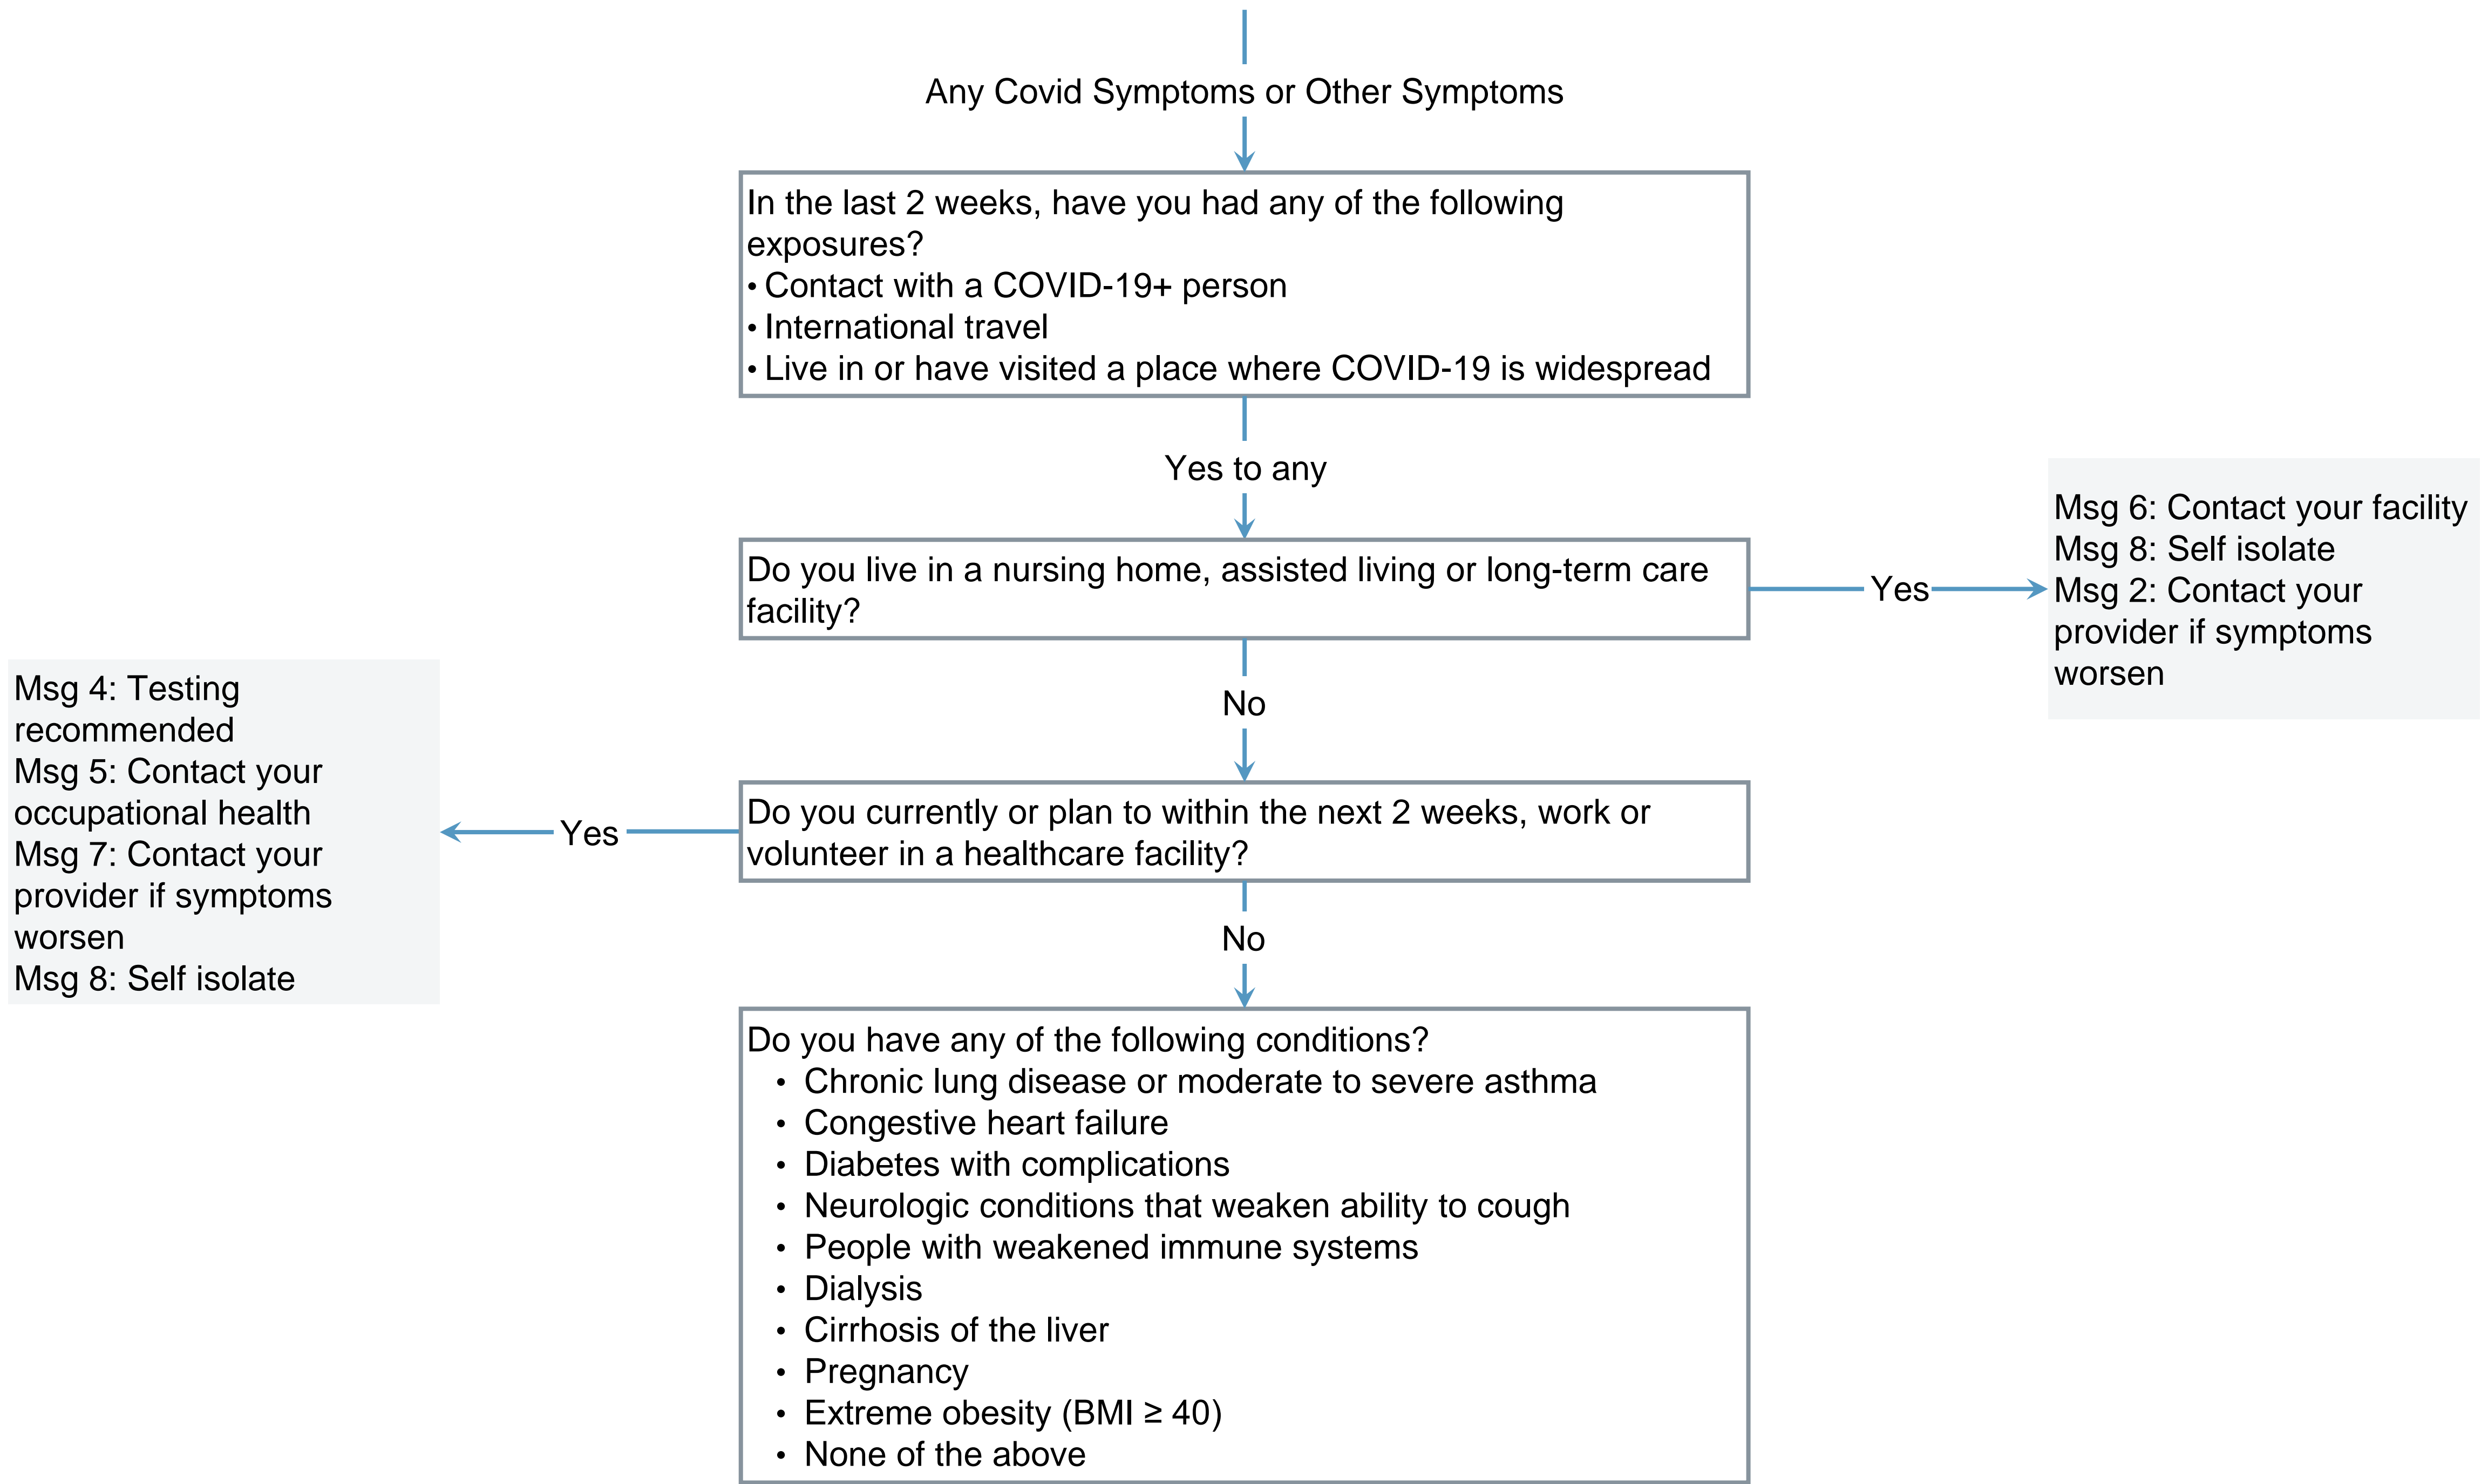 Any Covid Symptoms or Other Symptoms
In the last 2 weeks, have you had any of the following
exposures?
• Contact with a COVID-19+ person
• International travel
• Live in or have visited a place where COVID-19 is widespread
Yes to any
Do you live in a nursing home, assisted living or long-term care
facility?
Yes
Msg 6: Contact your facility
Msg 8: Self isolate
Msg 2: Contact your
provider if symptoms
worsen
No
Do you currently or plan to within the next 2 weeks, work or
volunteer in a healthcare facility?
Yes
Msg 4: Testing
recommended
Msg 5: Contact your
occupational health
Msg 7: Contact your
provider if symptoms
worsen
Msg 8: Self isolate
No
Do you have any of the following conditions?
• Chronic lung disease or moderate to severe asthma
• Congestive heart failure
• Diabetes with complications
• Neurologic conditions that weaken ability to cough
• People with weakened immune systems
• Dialysis
• Cirrhosis of the liver
• Pregnancy
• Extreme obesity (BMI ≥ 40)
• None of the above